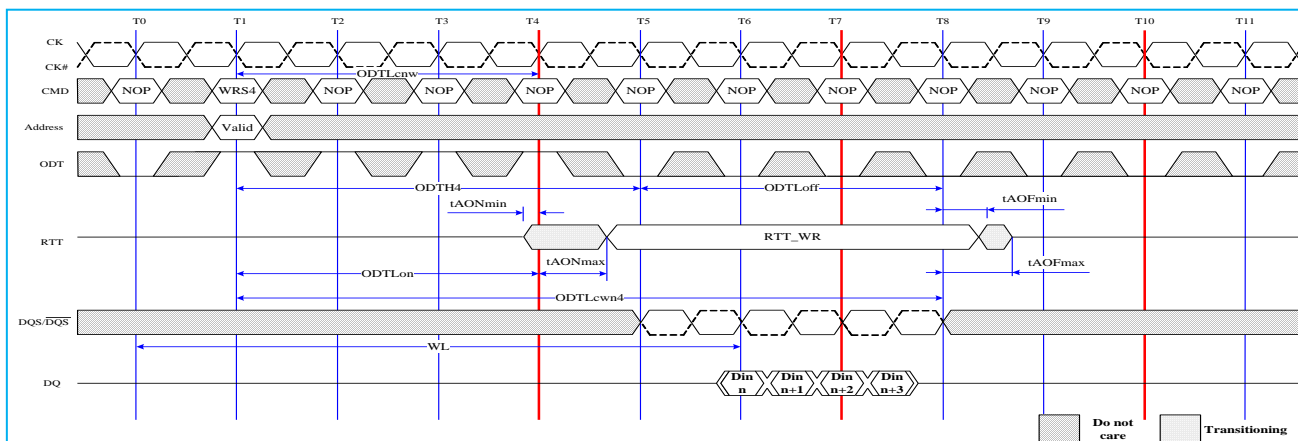 T0 T1 T2 T3 T4 T5 T6 T7 T8 T9 T10 T11
CK
CK#
ODTLcnw
CMD NOP WRS4 NOP NOP NOP NOP NOP NOP NOP NOP NOP NOP
Address Valid
ODT
ODTH4 ODTLoff
tAONmin tAOFmin
RTT RTT_WR
tAONmax tAOFmax
ODTLon
ODTLcwn4
DQS/DQS
WL
DQ Din n Din n+1 Din n+2 Din n+3
Do not care Transitioning